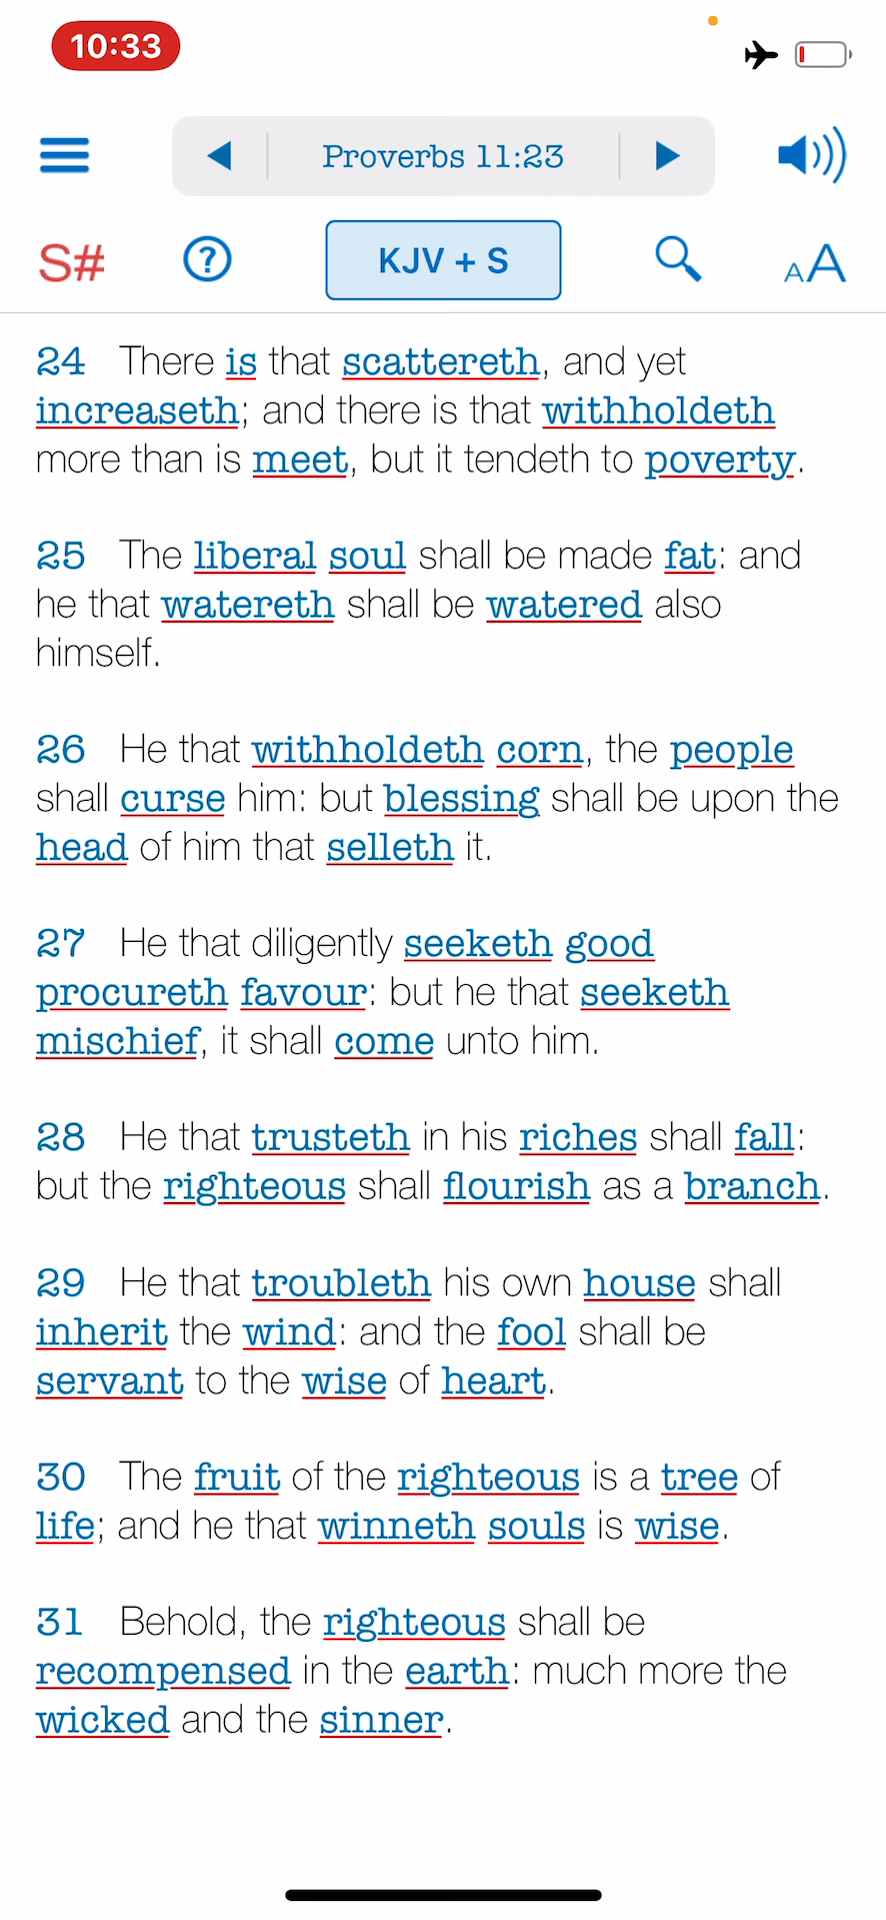 10:33
Proverbs 11:23
S# ? KJV + S AA
24 There is that scattereth, and yet
increaseth; and there is that withholdeth
more than is meet, but it tendeth to poverty.
25 The liberal soul shall be made fat: and
he that watereth shall be watered also
himself.
26 He that withholdeth corn, the people
shall curse him: but blessing shall be upon the
head of him that selleth it.
27 He that diligently seeketh good
procureth favour: but he that seeketh
mischief, it shall come unto him.
28 He that trusteth in his riches shall fall:
but the righteous shall flourish as a branch.
29 He that troubleth his own house shall
inherit the wind: and the fool shall be
servant to the wise of heart.
30 The fruit of the righteous is a tree of
life; and he that winneth souls is wise.
31 Behold, the righteous shall be
recompensed in the earth: much more the
wicked and the sinner.